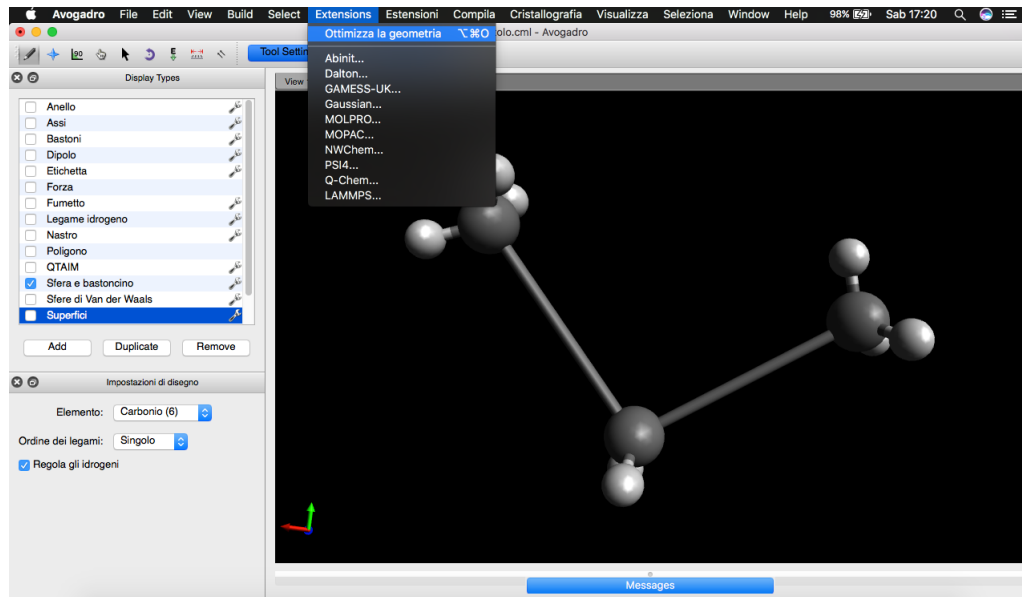 Avogadro File Edit View Build Select Extensions Estensioni Compila Cristallografia Visualizza Seleziona Window Help 98% Sab 17:20
olo.cml - Avogadro
Ottimizza la geometria ⌥⌘O
Abinit...
Dalton...
GAMESS-UK...
Gaussian...
MOLPRO...
MOPAC...
NWChem...
PSI4...
Q-Chem...
LAMMPS...
Tool Settin
Display Types
View
Anello
Assi
Bastoni
Dipolo
Etichetta
Forza
Fumetto
Legame idrogeno
Nastro
Poligono
QTAIM
Sfera e bastoncino
Sfere di Van der Waals
Superfici
Add Duplicate Remove
Impostazioni di disegno
Elemento: Carbonio (6)
Ordine dei legami: Singolo
Regola gli idrogeni
Messages